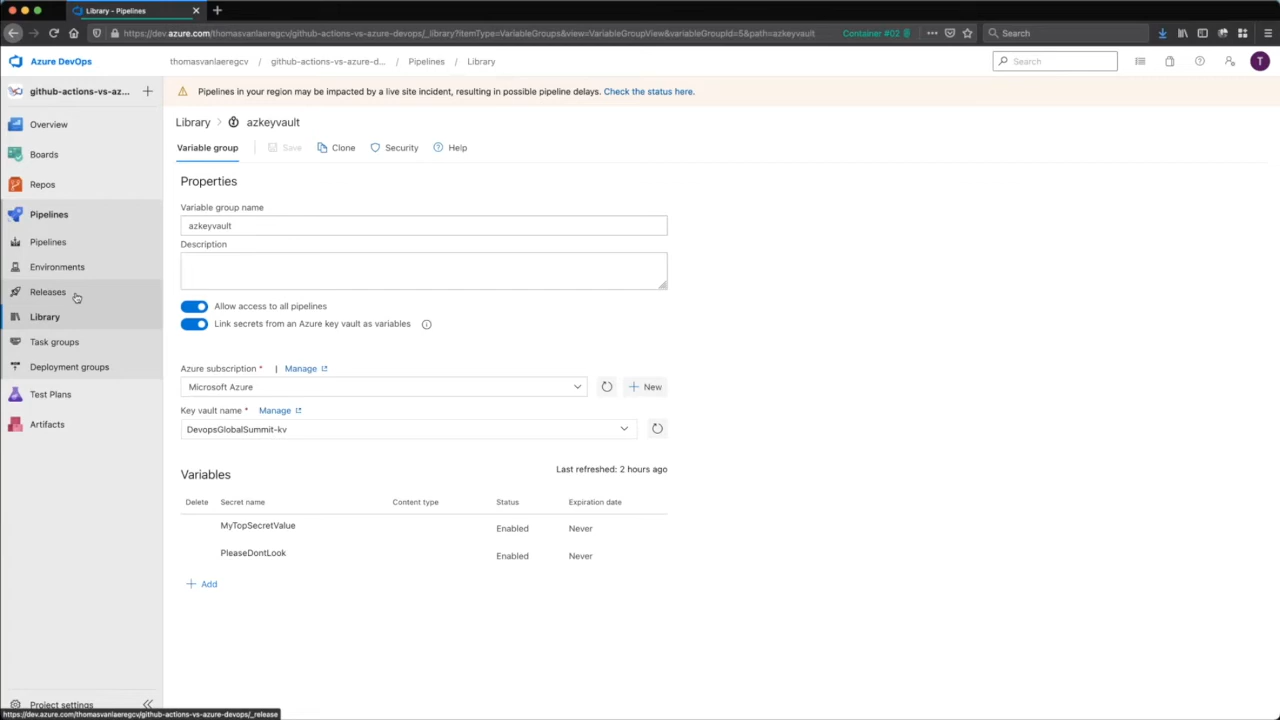 Library - Pipelines
https://dev.azure.com/thomasvanlaeregcv/github-actions-vs-azure-devops/_library?itemType=VariableGroups&view=VariableGroupView&variableGroupId=5&path=azkeyvault
Container #02
Search
Azure DevOps
thomasvanlaeregcv / github-actions-vs-azure-d... / Pipelines / Library
Search
T
github-actions-vs-az...
Pipelines in your region may be impacted by a live site incident, resulting in possible pipeline delays. Check the status here.
Overview
Boards
Repos
Pipelines
Pipelines
Environments
Releases
Library
Task groups
Deployment groups
Test Plans
Artifacts
Project settings
https://dev.azure.com/thomasvanlaeregcv/github-actions-vs-azure-devops/_release
Library > azkeyvault
Variable group
Save
Clone
Security
Help
Properties
Variable group name
azkeyvault
Description
Allow access to all pipelines
Link secrets from an Azure key vault as variables
Azure subscription * | Manage
Microsoft Azure
New
Key vault name * Manage
DevopsGlobalSummit-kv
Variables
Last refreshed: 2 hours ago
Delete Secret name Content type Status Expiration date
MyTopSecretValue Enabled Never
PleaseDontLook Enabled Never
+ Add